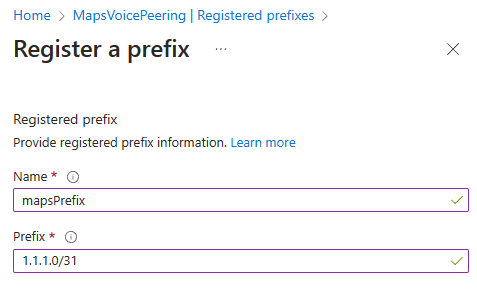 Home > MapsVoicePeering | Registered prefixes >
Register a prefix ...
Registered prefix
Provide registered prefix information. Learn more
Name *
mapsPrefix
Prefix *
1.1.1.0/31